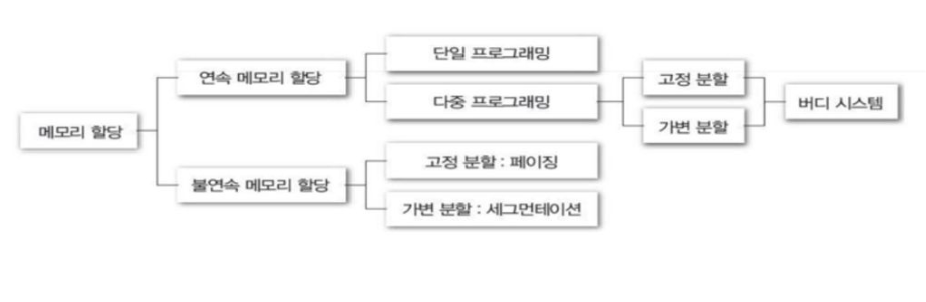 단일 프로그래밍
연속 메모리 할당
고정 분할
다중 프로그래밍
버디 시스템
가변 분할
메모리 할당
고정 분할 : 페이징
불연속 메모리 할당
가변 분할 : 세그먼테이션